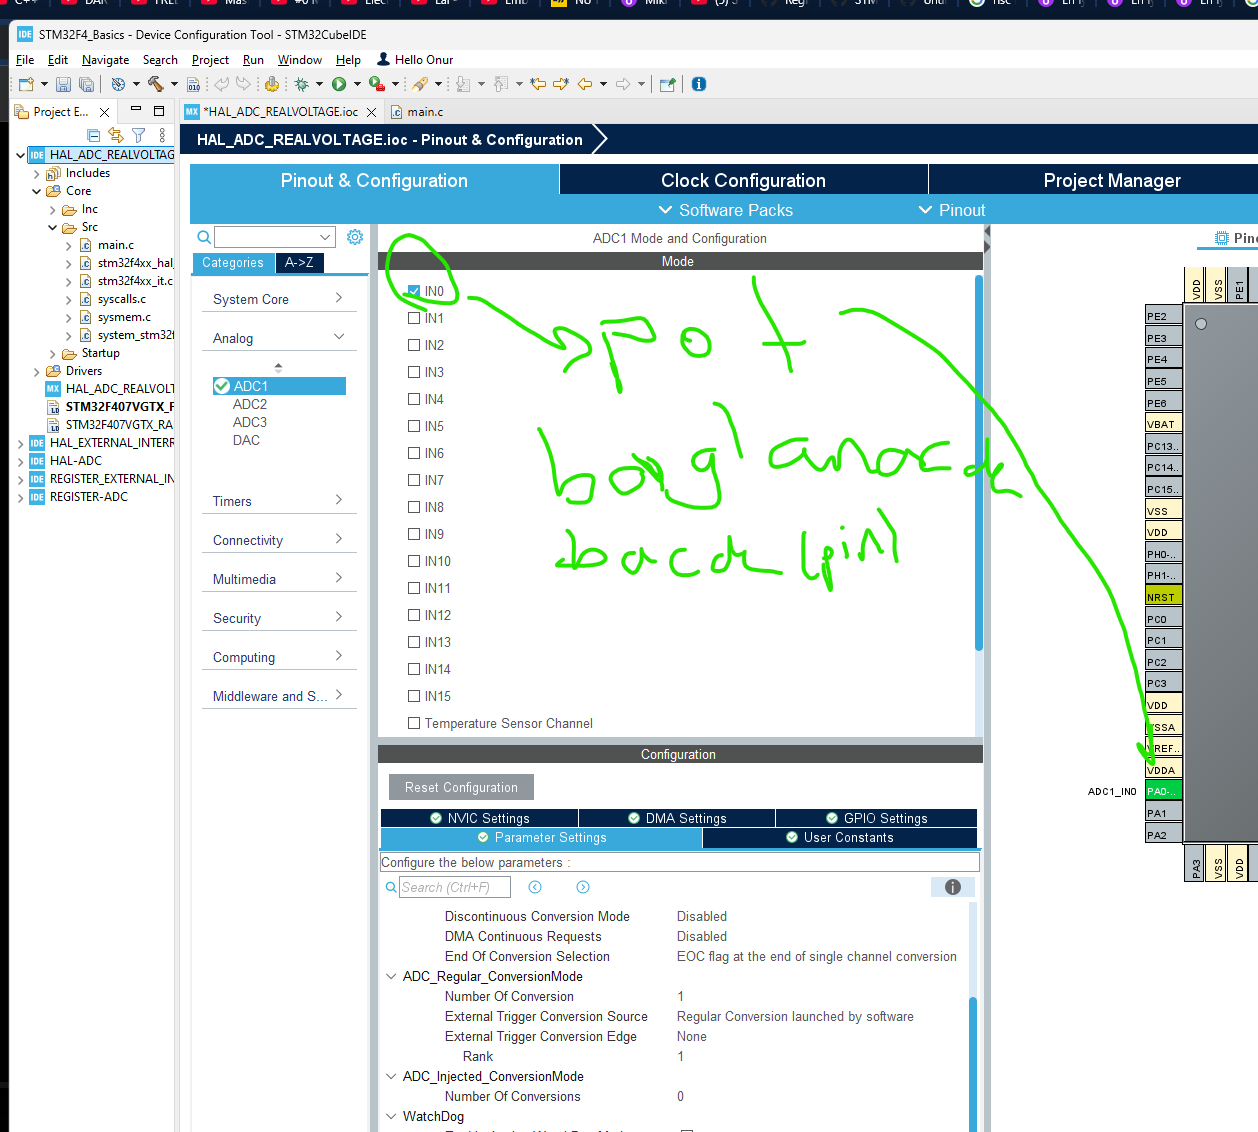 STM32F4_Basics - Device Configuration Tool - STM32CubeIDE
File Edit Navigate Search Project Run Window Help Hello Onur
Project E...
*HAL_ADC_REALVOLTAGE.ioc
main.c
HAL_ADC_REALVOLTAGE.ioc - Pinout & Configuration
Pinout & Configuration
Clock Configuration
Project Manager
Software Packs
Pinout
HAL_ADC_REALVOLTAG
Includes
Core
Inc
Src
main.c
stm32f4xx_hal_
stm32f4xx_it.c
syscalls.c
sysmem.c
system_stm32f
Startup
Drivers
HAL_ADC_REALVOLT
STM32F407VGTX_F
STM32F407VGTX_RA
HAL_EXTERNAL_INTERR
HAL-ADC
REGISTER_EXTERNAL_IN
REGISTER-ADC
Categories
A->Z
System Core
Analog
ADC1
ADC2
ADC3
DAC
Timers
Connectivity
Multimedia
Security
Computing
Middleware and S...
ADC1 Mode and Configuration
Mode
IN0
IN1
IN2
IN3
IN4
IN5
IN6
IN7
IN8
IN9
IN10
IN11
IN12
IN13
IN14
IN15
Temperature Sensor Channel
pot
bacak (pin)
Configuration
Reset Configuration
NVIC Settings
DMA Settings
GPIO Settings
Parameter Settings
User Constants
Configure the below parameters :
Search (Ctrl+F)
Discontinuous Conversion Mode Disabled
DMA Continuous Requests Disabled
End Of Conversion Selection EOC flag at the end of single channel conversion
ADC_Regular_ConversionMode
Number Of Conversion 1
External Trigger Conversion Source Regular Conversion launched by software
External Trigger Conversion Edge None
Rank 1
ADC_Injected_ConversionMode
Number Of Conversions 0
WatchDog
Pino
VDD
VSS
PE1
PE2
PE3
PE4
PE5
PE6
VBAT
PC13..
PC14..
PC15..
VSS
VDD
PH0-..
PH1-..
NRST
PC0
PC1
PC2
PC3
VDD
VSSA
VREF..
VDDA
ADC1_IN0 PA0-..
PA1
PA2
PA3
VSS
VDD